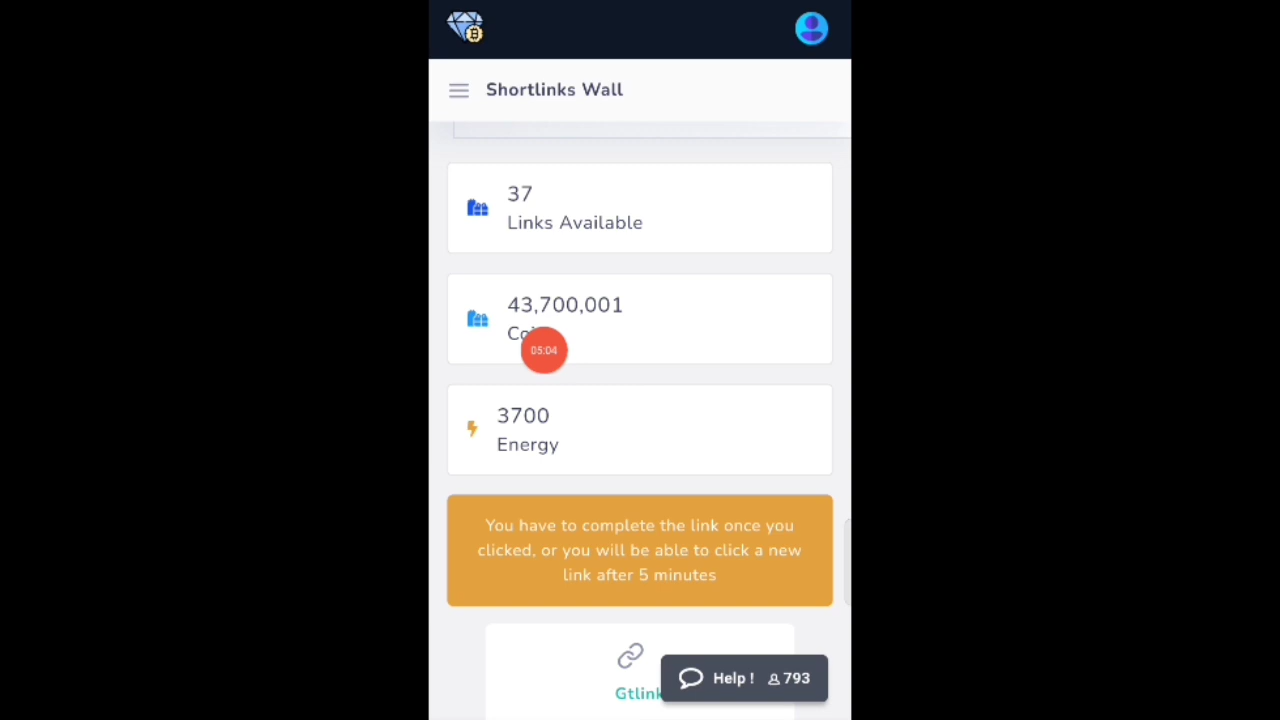 Shortlinks Wall
37
Links Available
43,700,001
05:04
3700
Energy
You have to complete the link once you
clicked, or you will be able to click a new
link after 5 minutes
Help ! 793